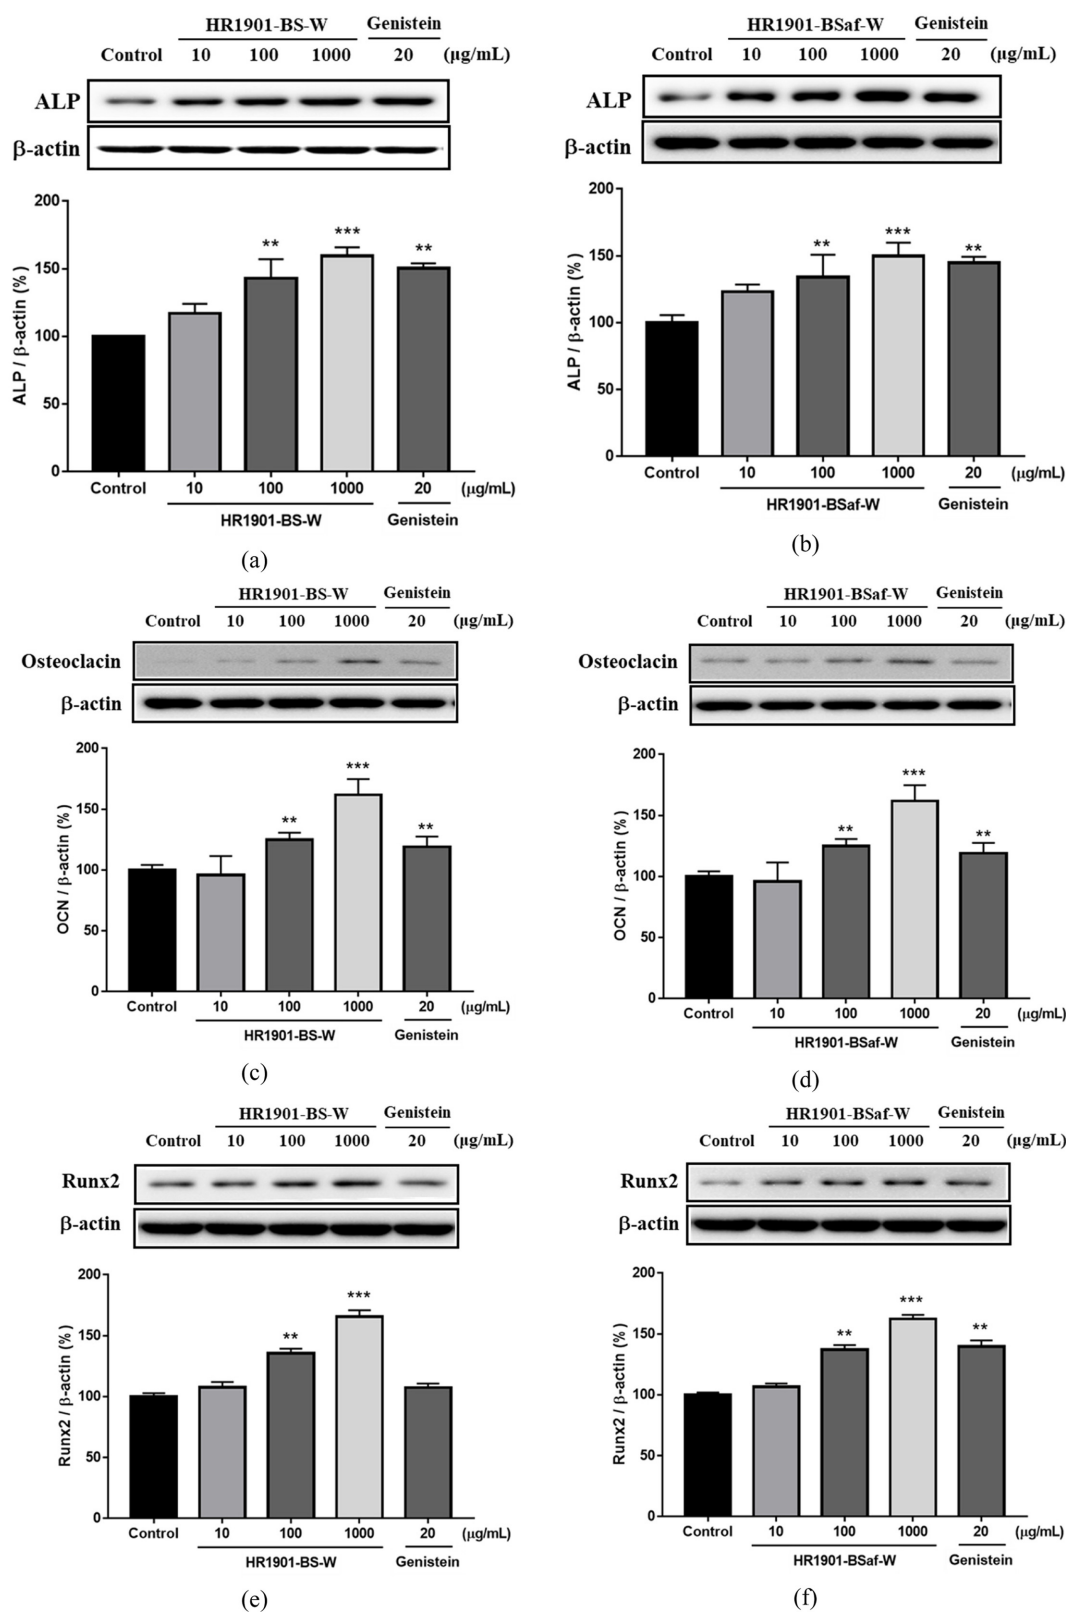 HR1901-BS-W Genistein
Control 10 100 1000 20 (μg/mL)
ALP
β-actin
200
150
100
50
0
ALP / β-actin (%)
** *** **
Control 10 100 1000 20 (μg/mL)
HR1901-BS-W Genistein
(a)
HR1901-BSaf-W Genistein
Control 10 100 1000 20 (μg/mL)
ALP
β-actin
200
150
100
50
0
ALP / β-actin (%)
** *** **
Control 10 100 1000 20 (μg/mL)
HR1901-BSaf-W Genistein
(b)
HR1901-BS-W Genistein
Control 10 100 1000 20 (μg/mL)
Osteoclacin
β-actin
200
150
100
50
0
OCN / β-actin (%)
** *** **
Control 10 100 1000 20 (μg/mL)
HR1901-BS-W Genistein
(c)
HR1901-BSaf-W Genistein
Control 10 100 1000 20 (μg/mL)
Osteoclacin
β-actin
200
150
100
50
0
OCN / β-actin (%)
** *** **
Control 10 100 1000 20 (μg/mL)
HR1901-BSaf-W Genistein
(d)
HR1901-BS-W Genistein
Control 10 100 1000 20 (μg/mL)
Runx2
β-actin
200
150
100
50
0
Runx2 / β-actin (%)
** ***
Control 10 100 1000 20 (μg/mL)
HR1901-BS-W Genistein
(e)
HR1901-BSaf-W Genistein
Control 10 100 1000 20 (μg/mL)
Runx2
β-actin
200
150
100
50
0
Runx2 / β-actin (%)
** *** **
Control 10 100 1000 20 (μg/mL)
HR1901-BSaf-W Genistein
(f)